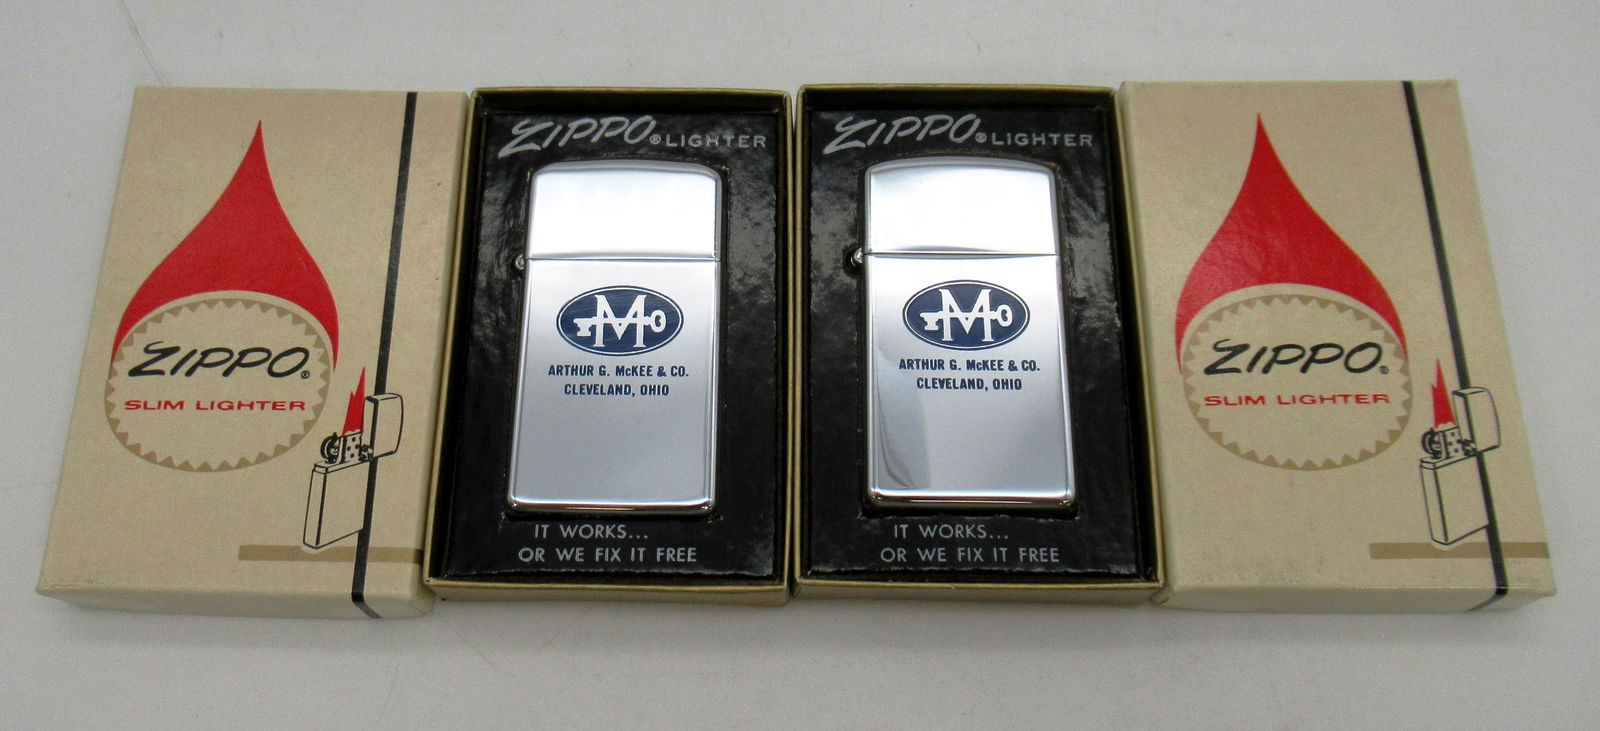 ZIPPO®
SLIM LIGHTER
ZIPPO® LIGHTER
M
ARTHUR G. McKEE & CO.
CLEVELAND, OHIO
IT WORKS...
OR WE FIX IT FREE
ZIPPO® LIGHTER
M
ARTHUR G. McKEE & CO.
CLEVELAND, OHIO
IT WORKS...
OR WE FIX IT FREE
ZIPPO®
SLIM LIGHTER